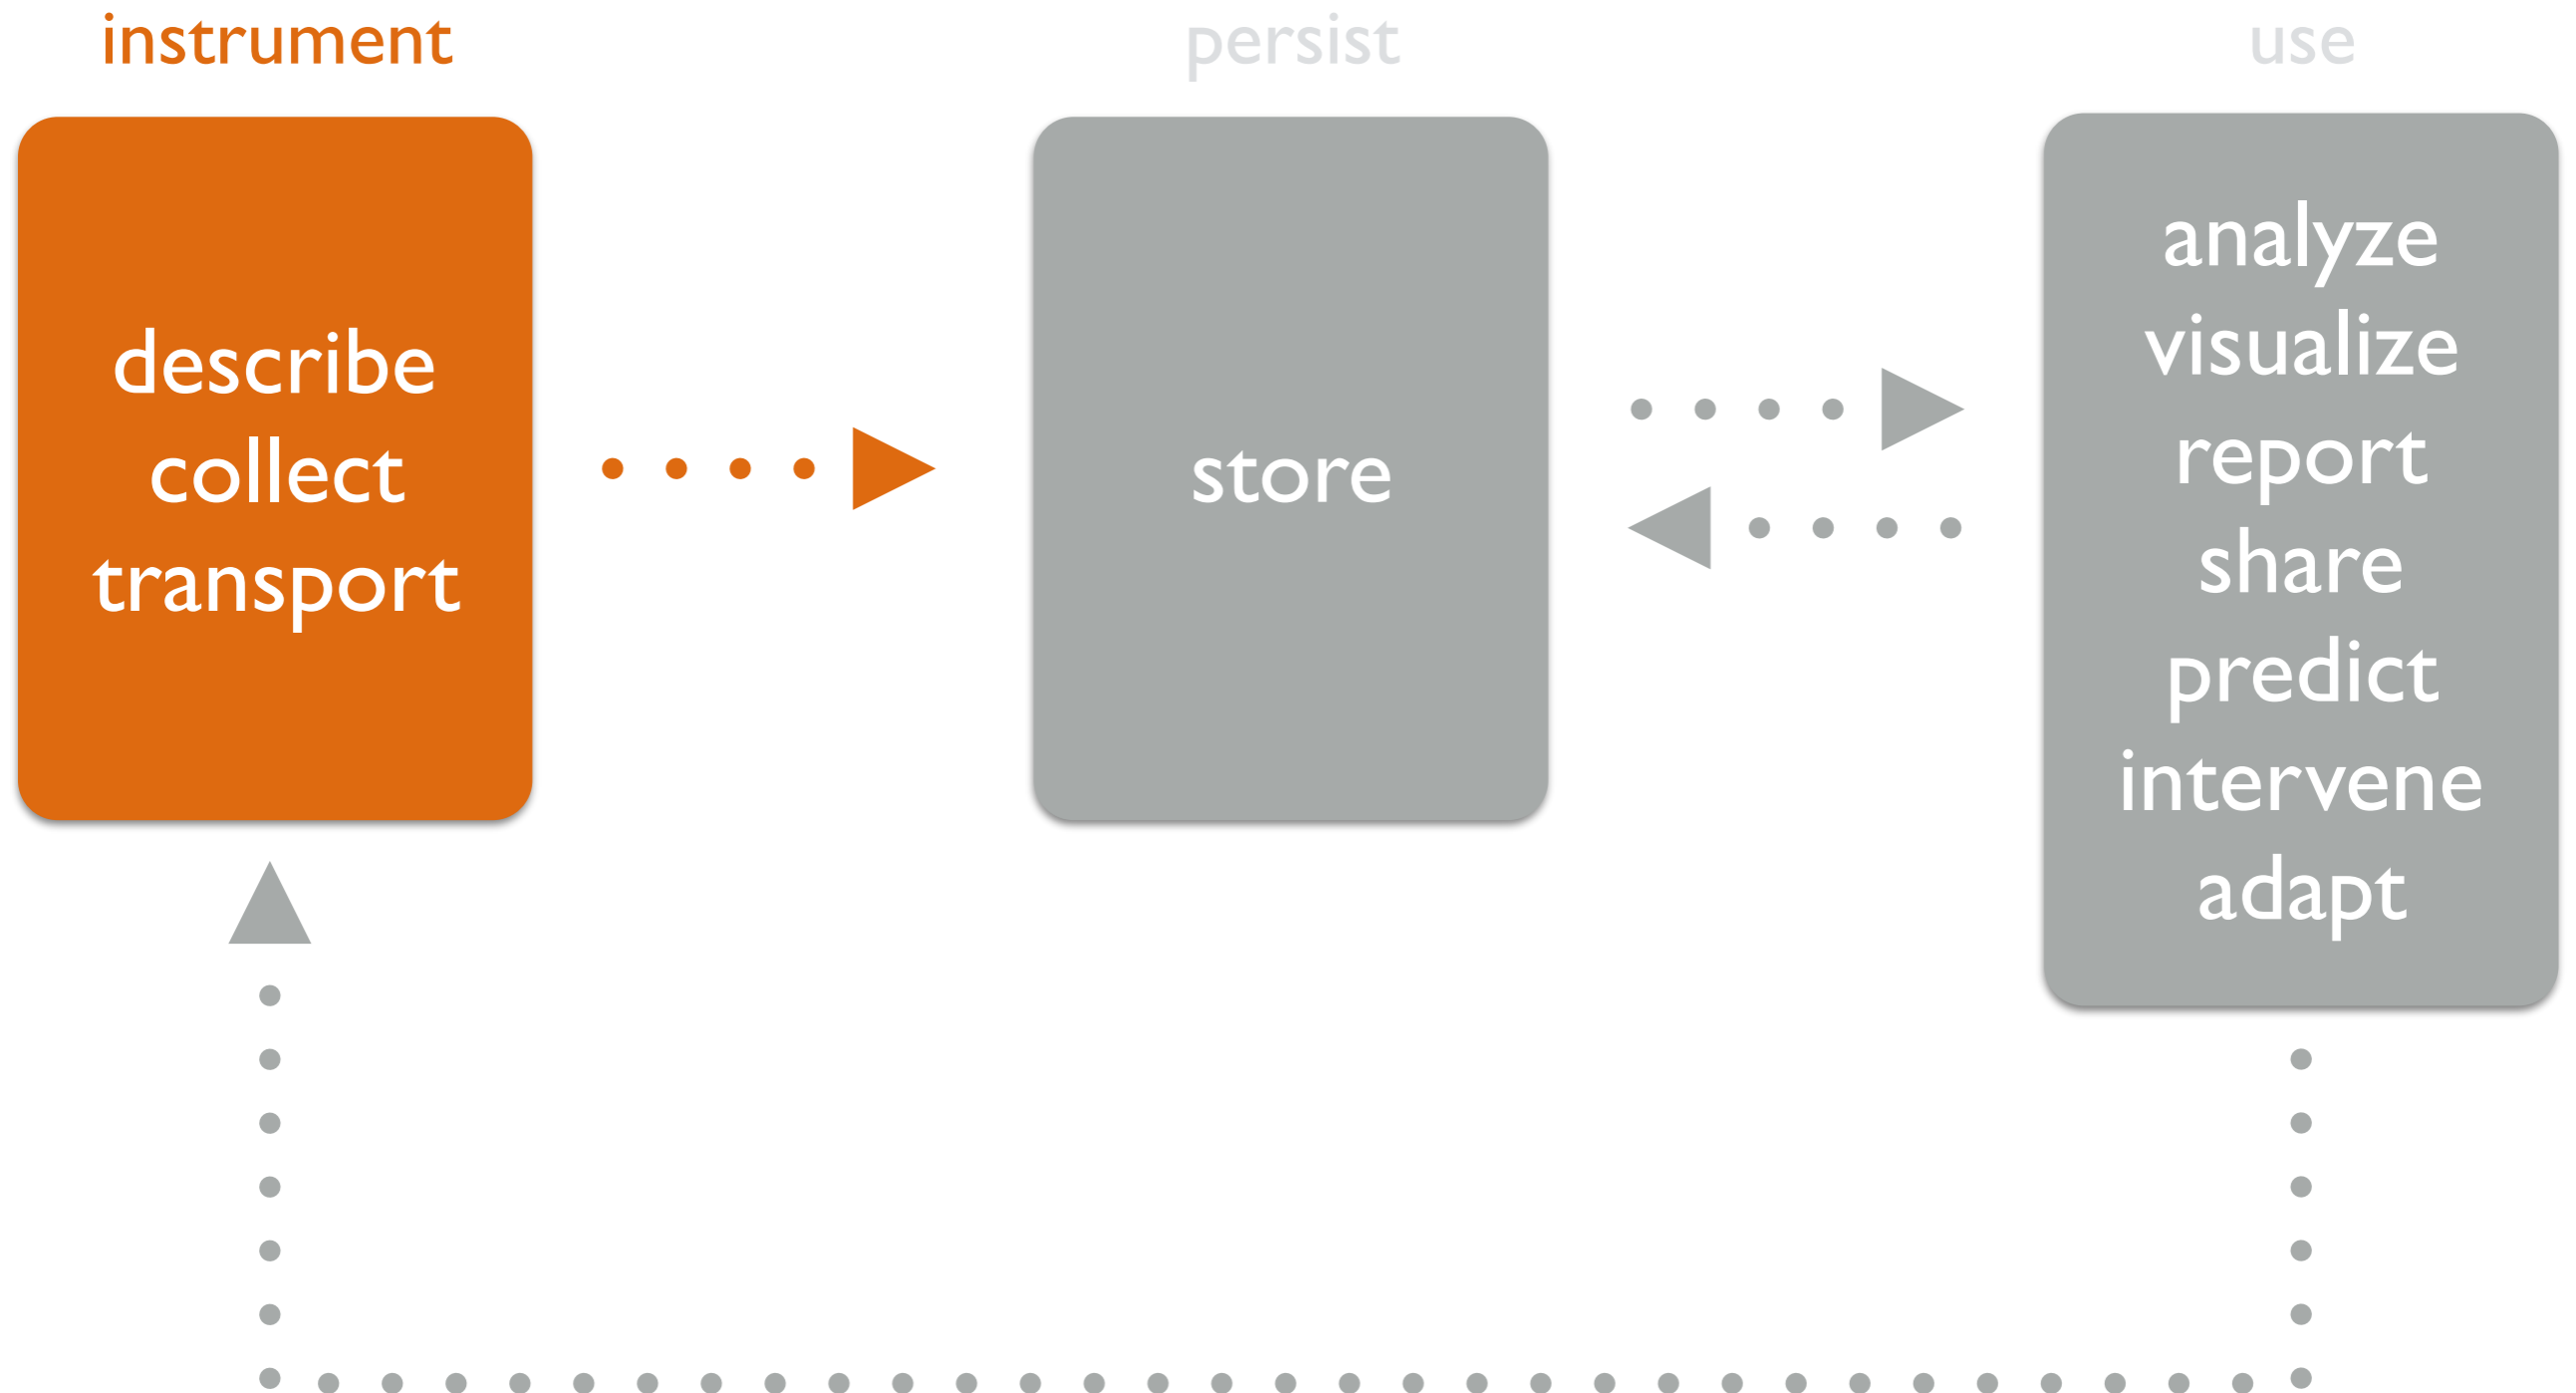 instrument
persist
use
describe
collect
transport
store
analyze
visualize
report
share
predict
intervene
adapt